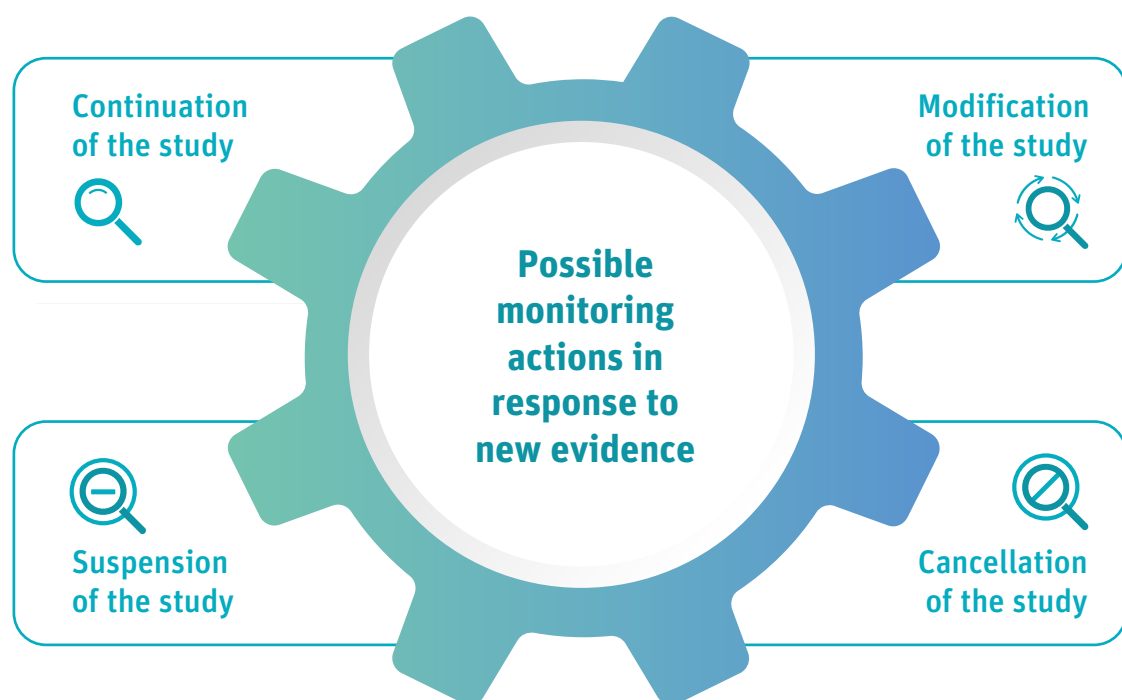 Continuation
of the study
Modification
of the study
Possible
monitoring
actions in
response to
new evidence
Suspension
of the study
Cancellation
of the study